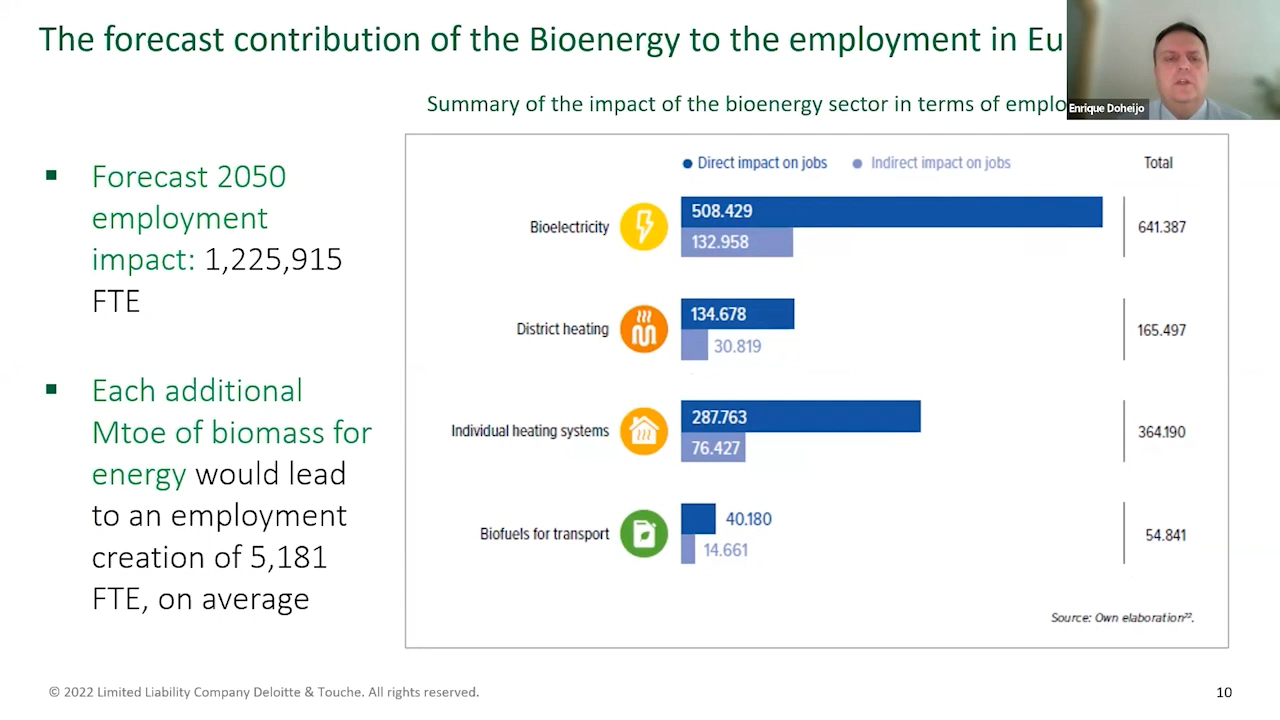 The forecast contribution of the Bioenergy to the employment in Eu
Enrique Doheijo
Summary of the impact of the bioenergy sector in terms of emplo
▪ Forecast 2050
employment
impact: 1,225,915
FTE
▪ Each additional
Mtoe of biomass for
energy would lead
to an employment
creation of 5,181
FTE, on average
Direct impact on jobs
Indirect impact on jobs
Total
Bioelectricity
508.429
132.958
641.387
District heating
134.678
30.819
165.497
Individual heating systems
287.763
76.427
364.190
Biofuels for transport
40.180
14.661
54.841
Source: Own elaboration²².
© 2022 Limited Liability Company Deloitte & Touche. All rights reserved.
10